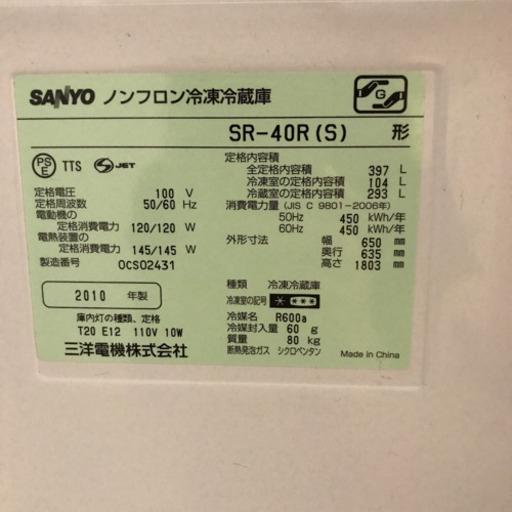 SANYO ノンフロン冷凍冷蔵庫
G
SR-40R(S) 形
PS E TTS S JET
定格電圧 100 V
定格周波数 50/60 Hz
電動機の
定格消費電力 120/120 W
電熱装置の
定格消費電力 145/145 W
製造番号 OCS02431
2010 年製
庫内灯の種類、定格
T20 E12 110V 10W
三洋電機株式会社
定格内容積
全定格内容積 397 L
冷凍室の定格内容積 104 L
冷蔵室の定格内容積 293 L
消費電力量 (JIS C 9801-2006年)
50Hz 450 kWh/年
60Hz 450 kWh/年
外形寸法 幅 650 mm
奥行 635 mm
高さ 1803 mm
種類 冷凍冷蔵庫
冷凍室の記号 * ***
冷媒名 R600a
冷媒封入量 60 g
質量 80 kg
断熱発泡ガス シクロペンタン
Made in China